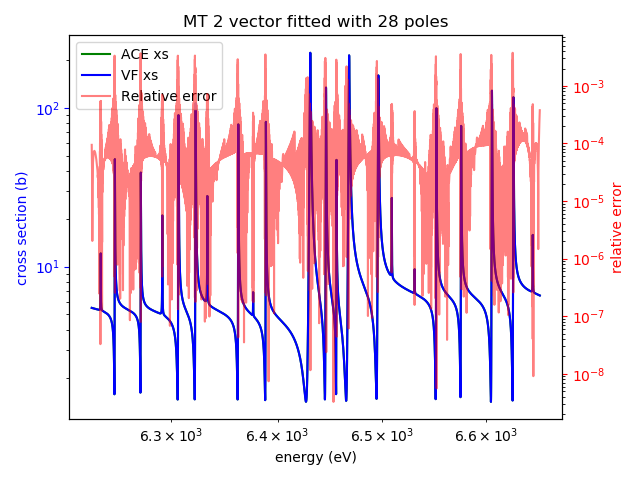 MT 2 vector fitted with 28 poles
ACE xs
VF xs
Relative error
10²
10¹
cross section (b)
10⁻³
10⁻⁴
10⁻⁵
10⁻⁶
10⁻⁷
10⁻⁸
relative error
6.3 × 10³
6.4 × 10³
6.5 × 10³
6.6 × 10³
energy (eV)